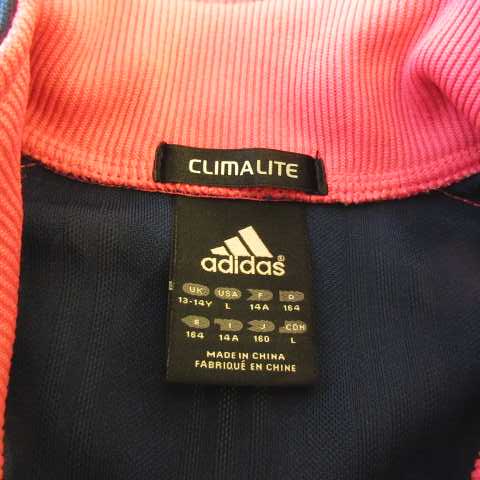 CLIMALITE
adidas®
UK USA F D
13-14Y L 14A 164
E I J CDN
164 14A 160 L
MADE IN CHINA
FABRIQUÉ EN CHINE